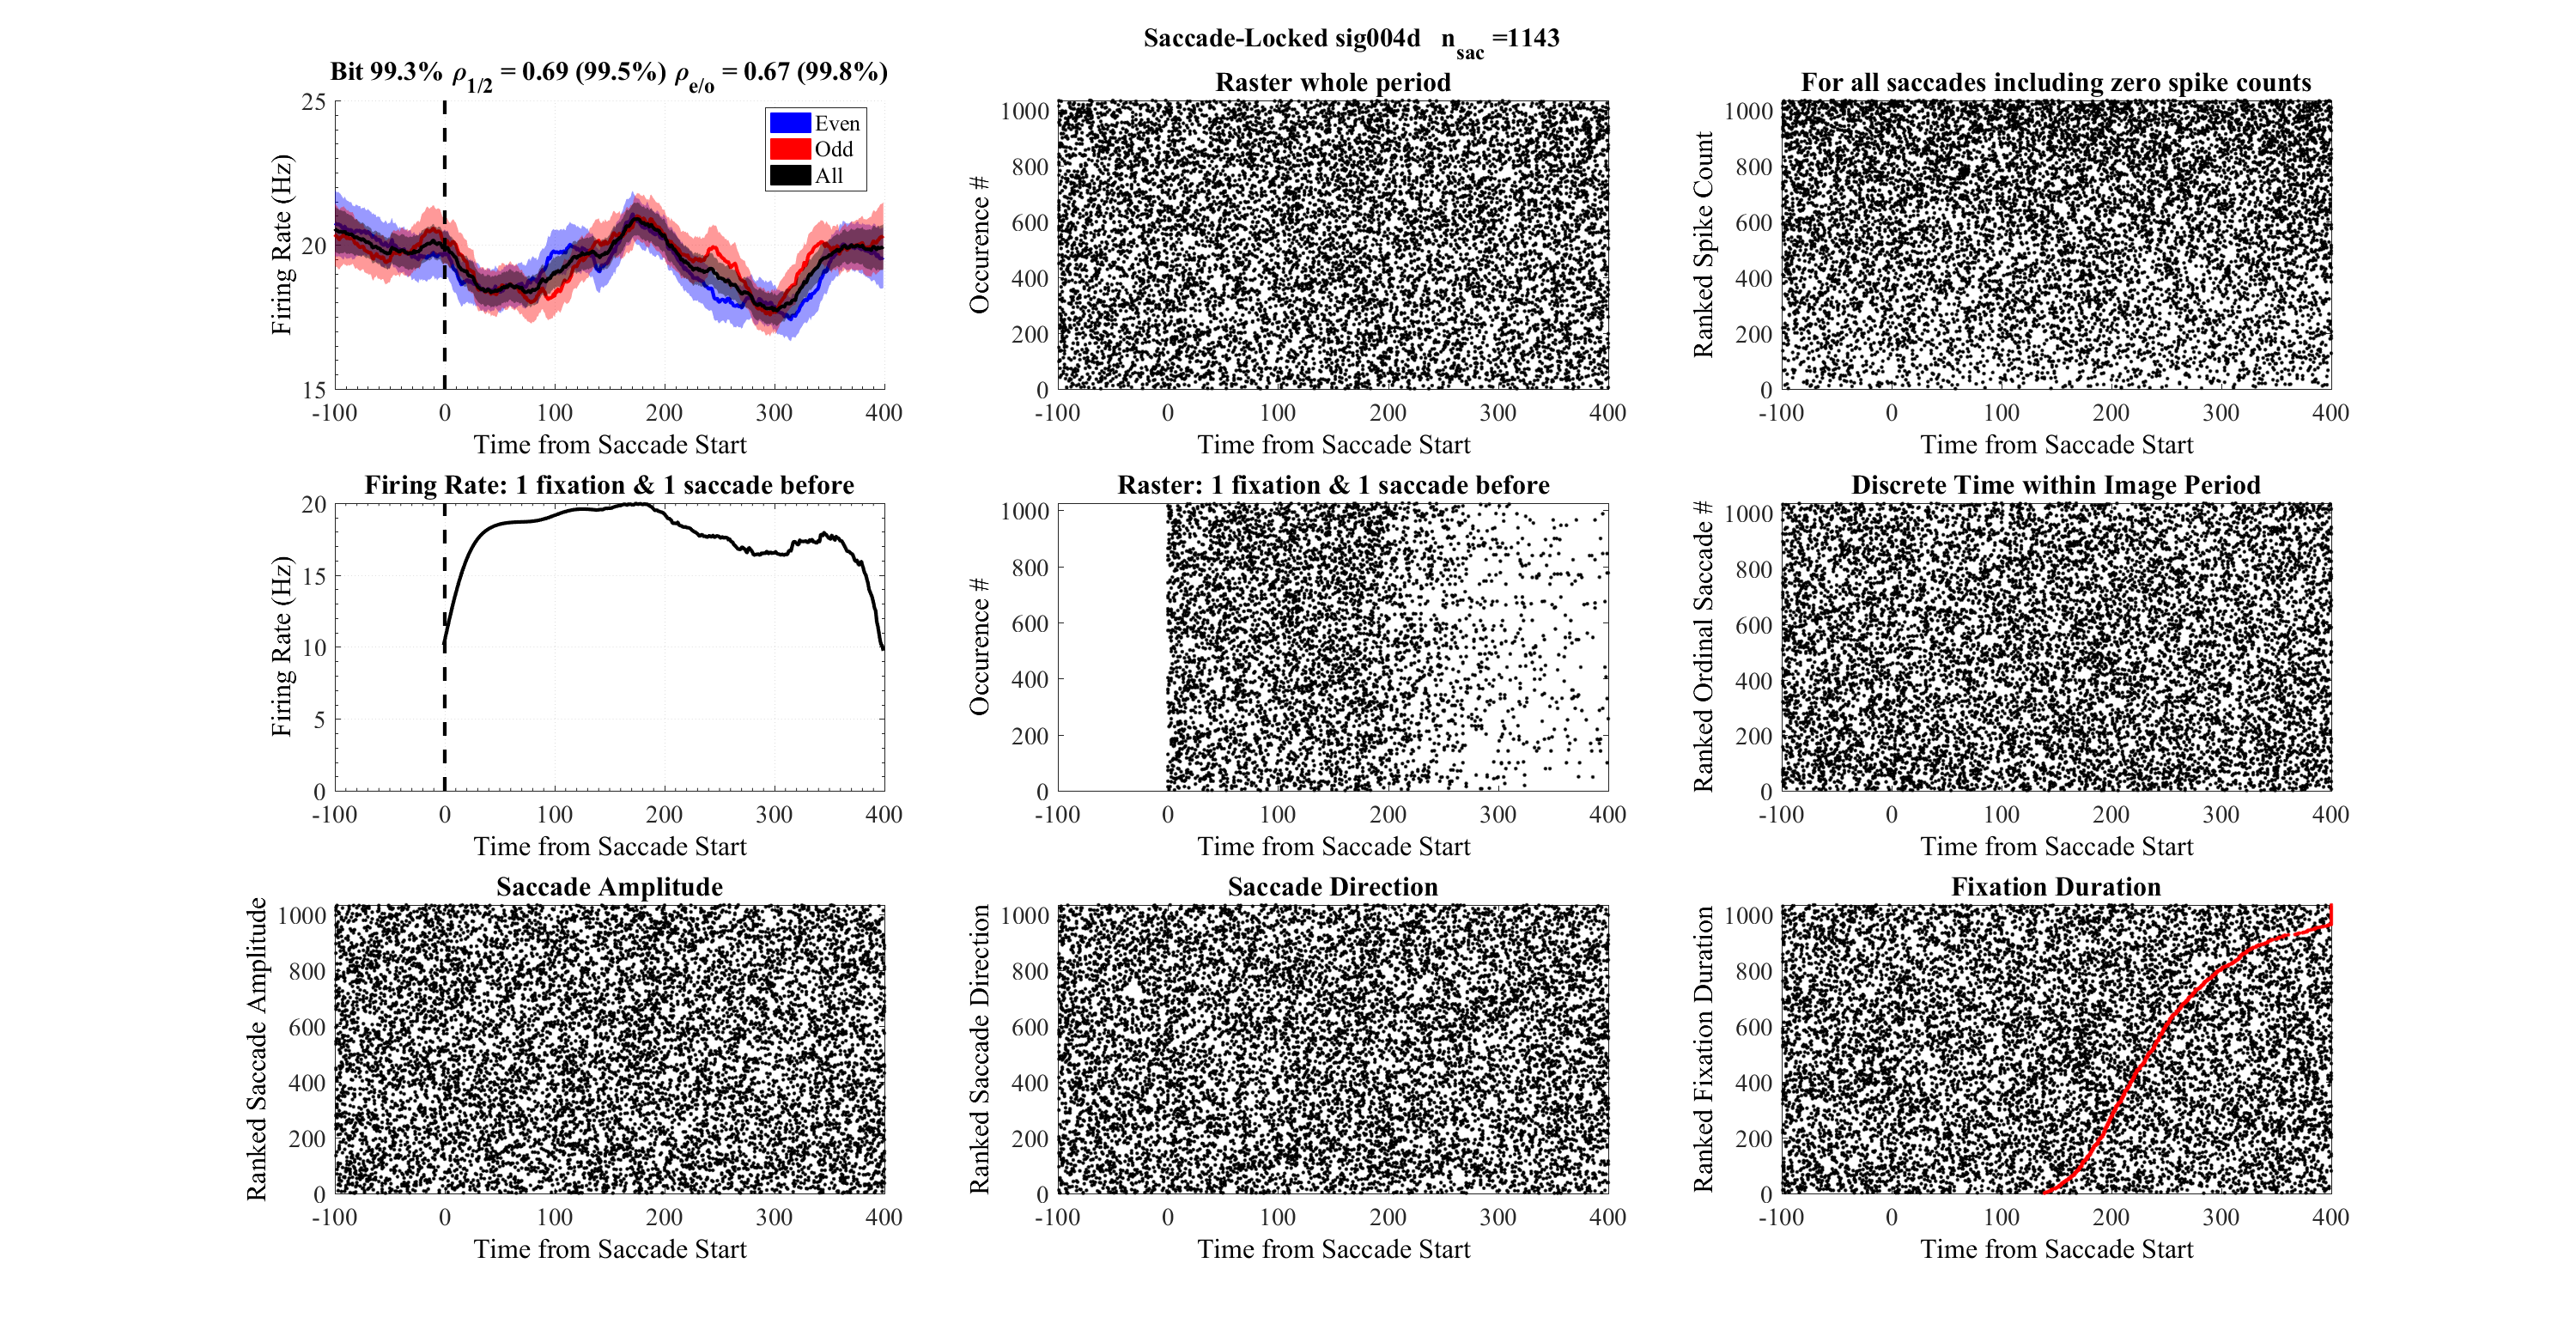 Saccade-Locked sig004d n_sac =1143
Bit 99.3% ρ_1/2 = 0.69 (99.5%) ρ_e/o = 0.67 (99.8%)
Firing Rate (Hz)
25
20
15
Even
Odd
All
-100 0 100 200 300 400
Time from Saccade Start
Raster whole period
Occurence #
1000
800
600
400
200
0
-100 0 100 200 300 400
Time from Saccade Start
For all saccades including zero spike counts
Ranked Spike Count
1000
800
600
400
200
0
-100 0 100 200 300 400
Time from Saccade Start
Firing Rate: 1 fixation & 1 saccade before
Firing Rate (Hz)
20
15
10
5
0
-100 0 100 200 300 400
Time from Saccade Start
Raster: 1 fixation & 1 saccade before
Occurence #
1000
800
600
400
200
0
-100 0 100 200 300 400
Time from Saccade Start
Discrete Time within Image Period
Ranked Ordinal Saccade #
1000
800
600
400
200
0
-100 0 100 200 300 400
Time from Saccade Start
Saccade Amplitude
Ranked Saccade Amplitude
1000
800
600
400
200
0
-100 0 100 200 300 400
Time from Saccade Start
Saccade Direction
Ranked Saccade Direction
1000
800
600
400
200
0
-100 0 100 200 300 400
Time from Saccade Start
Fixation Duration
Ranked Fixation Duration
1000
800
600
400
200
0
-100 0 100 200 300 400
Time from Saccade Start